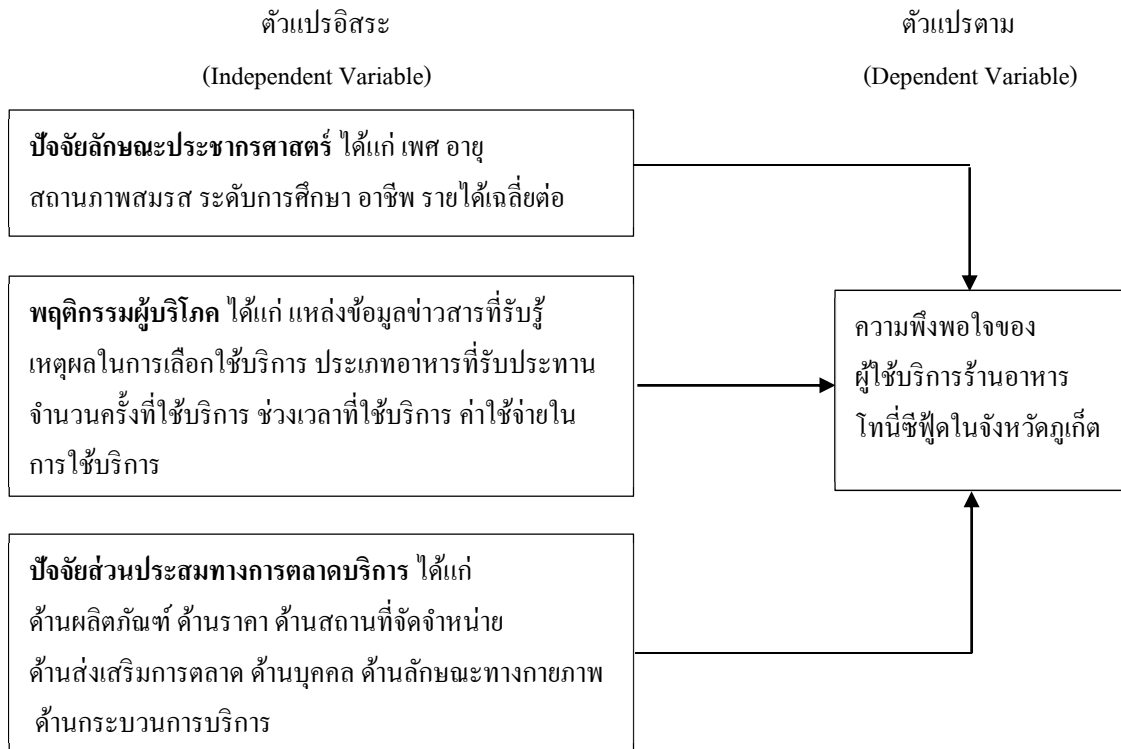 ตัวแปรอิสระ
(Independent Variable)
ตัวแปรตาม
(Dependent Variable)
ปัจจัยลักษณะประชากรศาสตร์ ได้แก่ เพศ อายุ
สถานภาพสมรส ระดับการศึกษา อาชีพ รายได้เฉลี่ยต่อ
พฤติกรรมผู้บริโภค ได้แก่ แหล่งข้อมูลข่าวสารที่รับรู้
เหตุผลในการเลือกใช้บริการ ประเภทอาหารที่รับประทาน
จำนวนครั้งที่ใช้บริการ ช่วงเวลาที่ใช้บริการ ค่าใช้จ่ายใน
การใช้บริการ
ปัจจัยส่วนประสมทางการตลาดบริการ ได้แก่
ด้านผลิตภัณฑ์ ด้านราคา ด้านสถานที่จัดจำหน่าย
ด้านส่งเสริมการตลาด ด้านบุคคล ด้านลักษณะทางกายภาพ
ด้านกระบวนการบริการ
ความพึงพอใจของ
ผู้ใช้บริการร้านอาหาร
โทนี่ซีฟู้ดในจังหวัดภูเก็ต